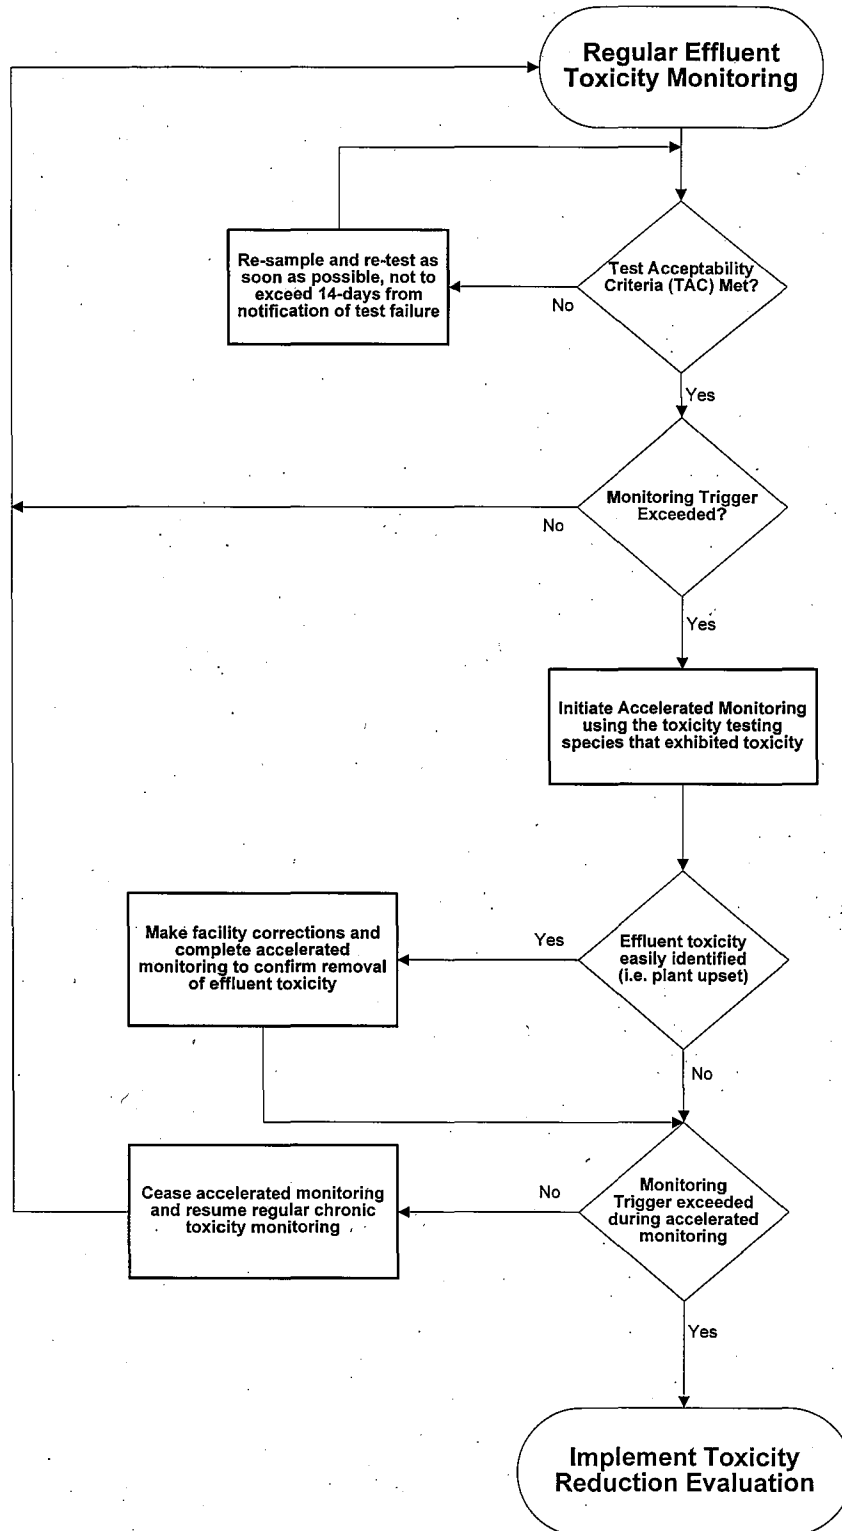 Regular Effluent
Toxicity Monitoring
Re-sample and re-test as
soon as possible, not to
exceed 14-days from
notification of test failure
No
Test Acceptability
Criteria (TAC) Met?
Yes
Monitoring Trigger
Exceeded?
No
Yes
Initiate Accelerated Monitoring
using the toxicity testing
species that exhibited toxicity
Make facility corrections and
complete accelerated
monitoring to confirm removal
of effluent toxicity
Yes
Effluent toxicity
easily identified
(i.e. plant upset)
No
Cease accelerated monitoring
and resume regular chronic
toxicity monitoring
No
Monitoring
Trigger exceeded
during accelerated
monitoring
Yes
Implement Toxicity
Reduction Evaluation